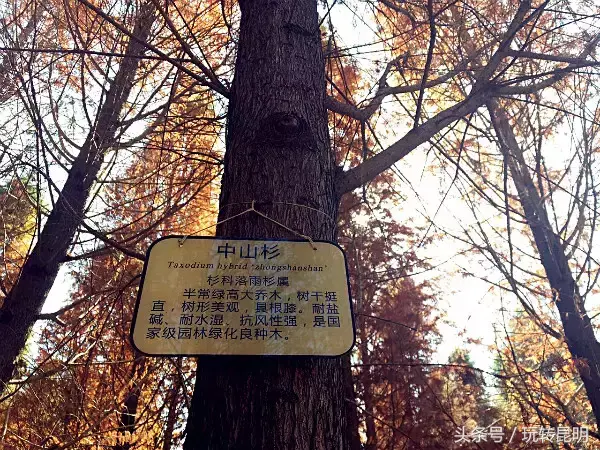 中山杉
Taxodium hybrid 'zhongshanshan'
杉科洛雨杉属
半常绿高大乔木，树干挺
直，树形美观，具根膝。耐盐
碱、耐水湿、抗风性强，是国
家级园林绿化良种木。
头条号 / 玩转昆明